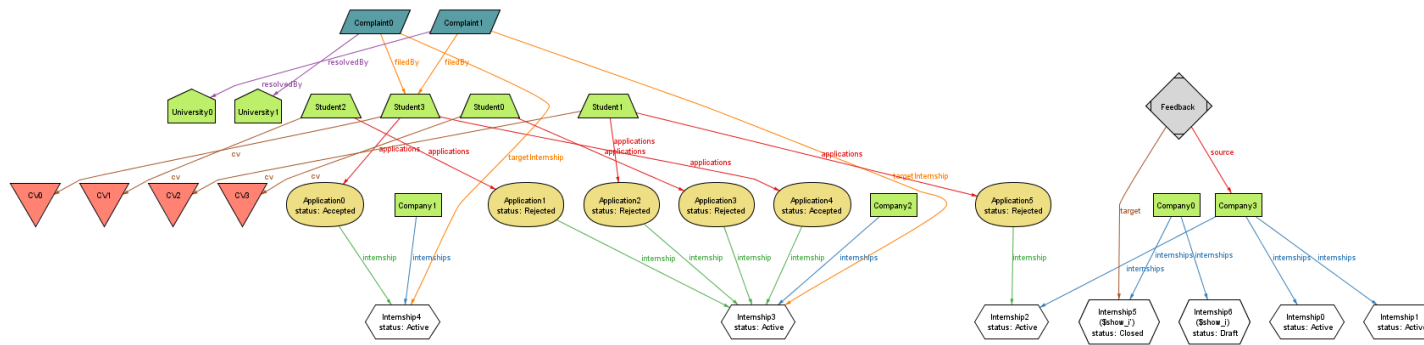 Complaint0
Complaint1
resolvedBy
filedBy
filedBy
resolvedBy
University0
University1
Student2
Student3
Student0
Student1
Feedback
cv
applications
applications
applications
applications
targetInternship
applications
applications
source
cv
cv
cv
targetInternship
CV0
CV1
CV2
CV3
Application0
status: Accepted
Company1
Application1
status: Rejected
Application2
status: Rejected
Application3
status: Rejected
Application4
status: Accepted
Company2
Application5
status: Rejected
target
Company0
Company3
internship
internships
internship
internship
internship
internship
internships
internship
internships
internships
internships
internships
internships
Internship4
status: Active
Internship3
status: Active
Internship2
status: Active
Internship5
($show_i')
status: Closed
Internship6
($show_i)
status: Draft
Internship0
status: Active
Internship1
status: Active